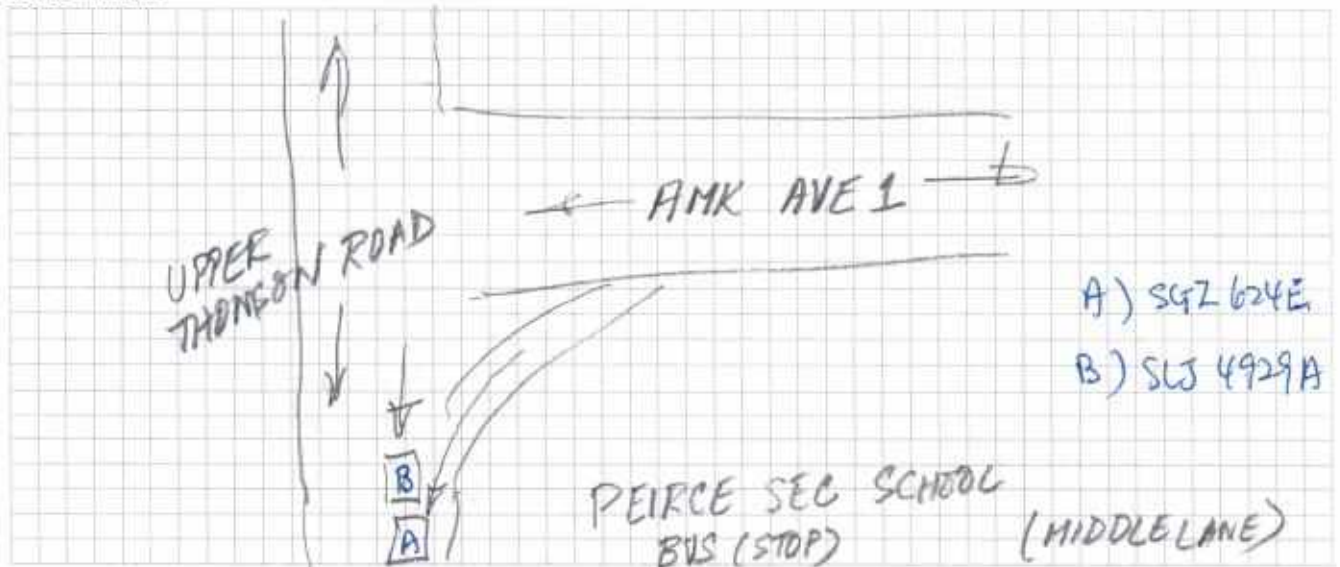 AMK AVE 1
UPPER
THOMSON ROAD
A) SGZ 624E
B) SLJ 4929A
B
A
PEIRCE SEC SCHOOL
BUS (STOP)
(MIDDLE LANE)